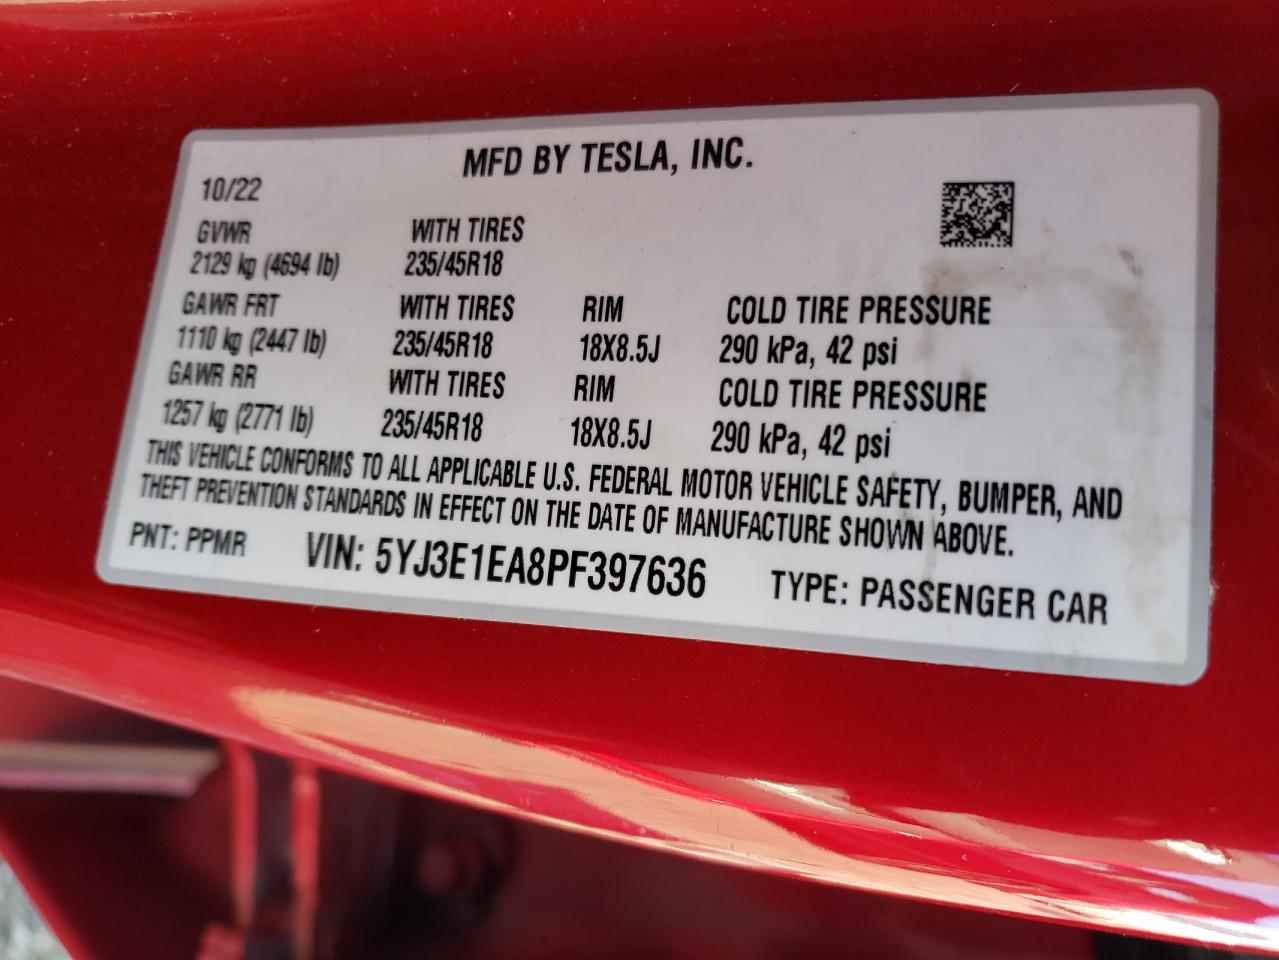 MFD BY TESLA, INC.
10/22
GVWR WITH TIRES
2129 kg (4694 lb) 235/45R18
GAWR FRT WITH TIRES RIM COLD TIRE PRESSURE
1110 kg (2447 lb) 235/45R18 18X8.5J 290 kPa, 42 psi
GAWR RR WITH TIRES RIM COLD TIRE PRESSURE
1257 kg (2771 lb) 235/45R18 18X8.5J 290 kPa, 42 psi
THIS VEHICLE CONFORMS TO ALL APPLICABLE U.S. FEDERAL MOTOR VEHICLE SAFETY, BUMPER, AND
THEFT PREVENTION STANDARDS IN EFFECT ON THE DATE OF MANUFACTURE SHOWN ABOVE.
PNT: PPMR VIN: 5YJ3E1EA8PF397636 TYPE: PASSENGER CAR